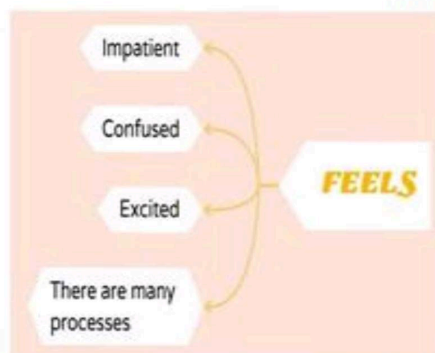 Impatient
Confused
FEELS
Excited
There are many
processes